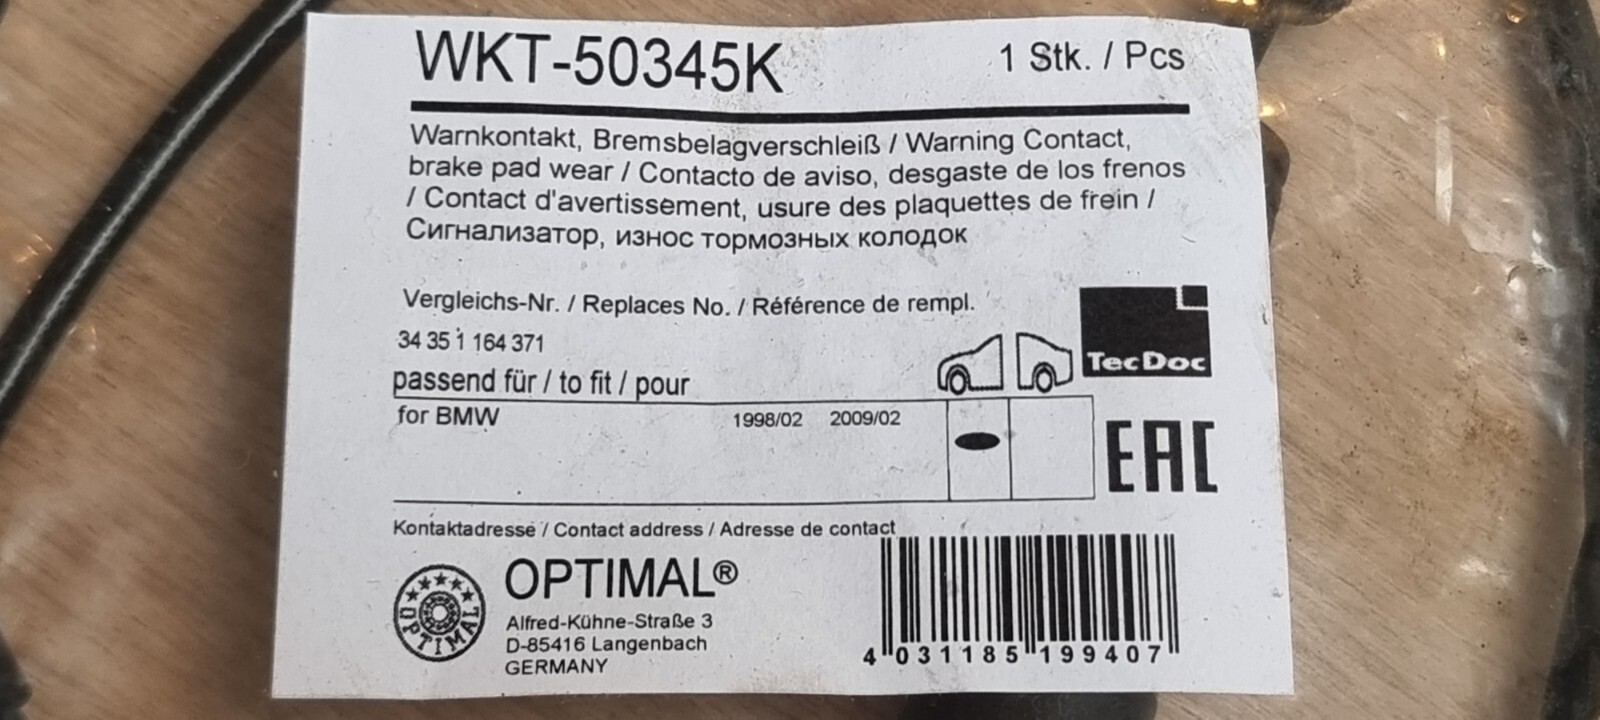 WKT-50345K
1 Stk. / Pcs
Warnkontakt, Bremsbelagverschleiß / Warning Contact,
brake pad wear / Contacto de aviso, desgaste de los frenos
/ Contact d'avertissement, usure des plaquettes de frein /
Сигнализатор, износ тормозных колодок
Vergleichs-Nr. / Replaces No. / Référence de rempl.
34 35 1 164 371
TecDoc
passend für / to fit / pour
for BMW 1998/02 2009/02
EAC
Kontaktadresse / Contact address / Adresse de contact
OPTIMAL
OPTIMAL®
Alfred-Kühne-Straße 3
D-85416 Langenbach
GERMANY
4 031185 199407